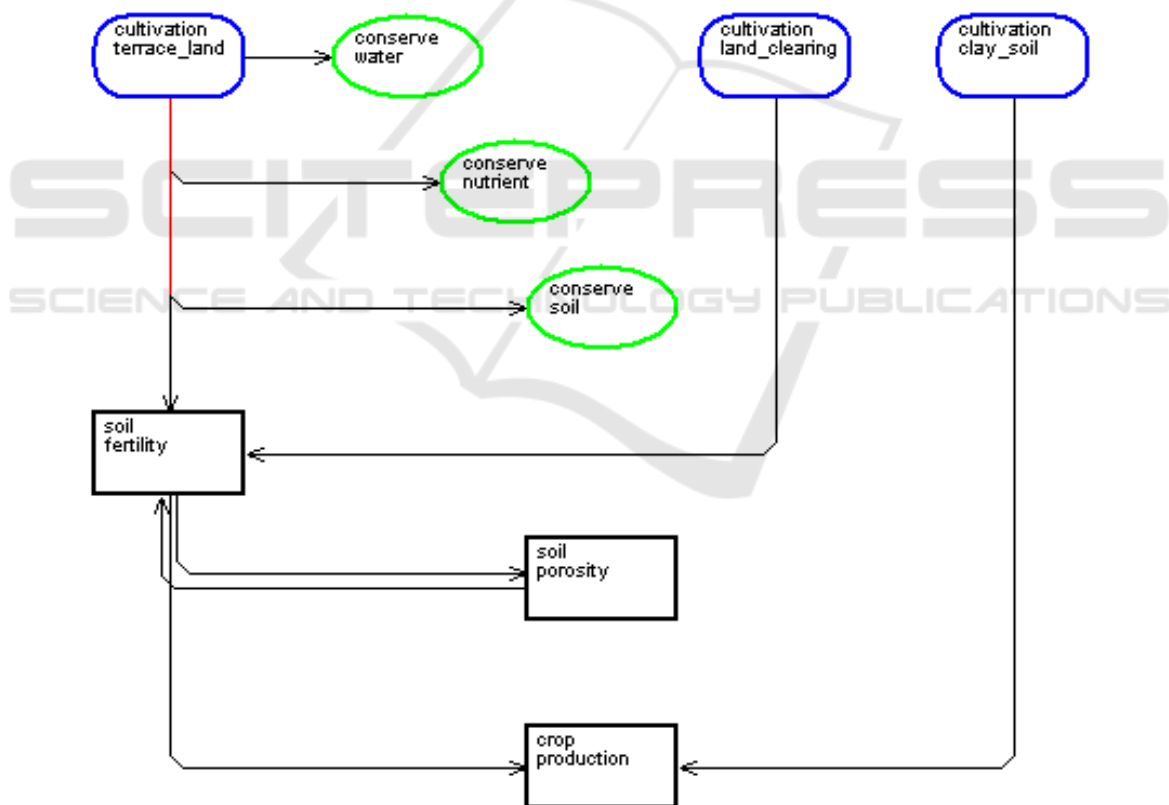 cultivation
terrace_land
conserve
water
cultivation
land_clearing
cultivation
clay_soil
conserve
nutrient
SCITEPRESS
conserve
soil
SCIENCE AND TECHNOLOGY PUBLICATIONS
soil
fertility
soil
porosity
crop
production